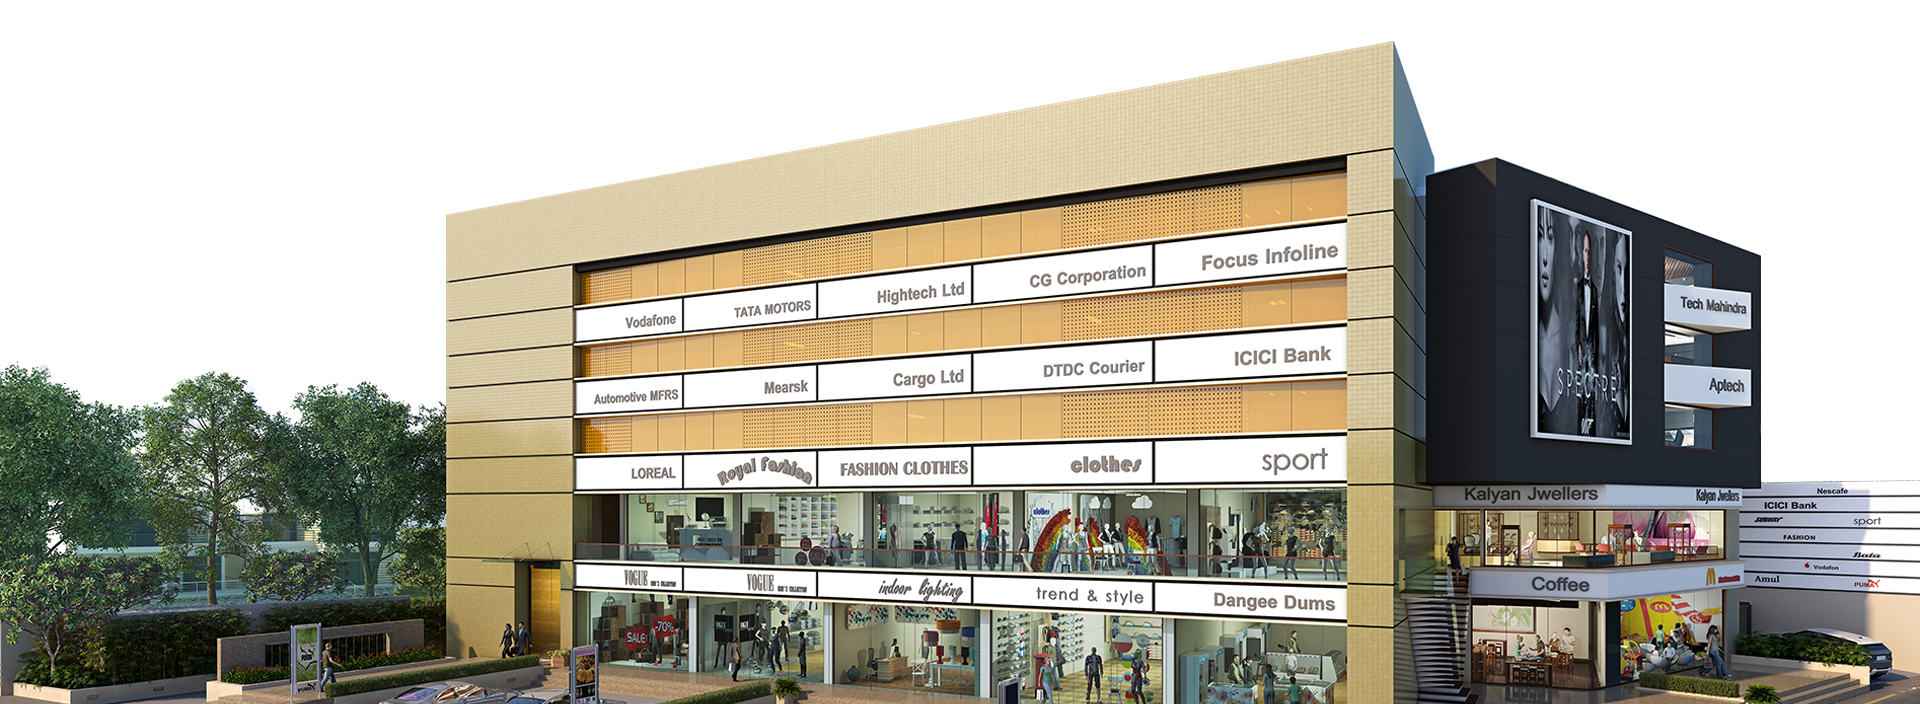 Focus Infoline
CG Corporation
Hightech Ltd
TATA MOTORS
Vodafone
ICICI Bank
DTDC Courier
Cargo Ltd
Mearsk
Automotive MFRS
LOREAL
Royal Fashion
FASHION CLOTHES
clothes
sport
clothes
VOGUE
VOGUE
indoor lighting
trend & style
Dangee Dums
SALE
-70%
PUMA
SPECTRE
Tech Mahindra
Aptech
Kalyan Jwellers
Kalyan Jwellers
Coffee
Nescafe
ICICI Bank
SUBWAY
sport
FASHION
Bata
Vodafon
Amul
PUMA